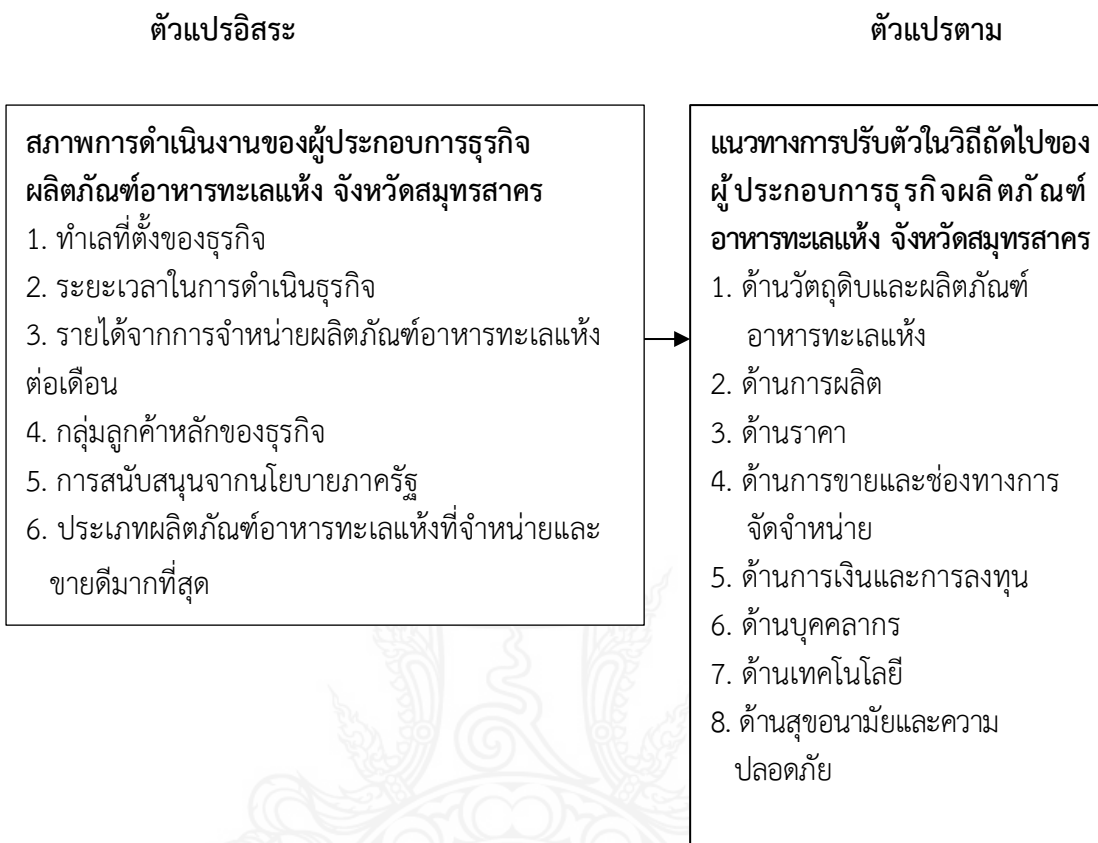 ตัวแปรอิสระ
ตัวแปรตาม
สภาพการดำเนินงานของผู้ประกอบการธุรกิจ
ผลิตภัณฑ์อาหารทะเลแห้ง จังหวัดสมุทรสาคร
1. ทำเลที่ตั้งของธุรกิจ
2. ระยะเวลาในการดำเนินธุรกิจ
3. รายได้จากการจำหน่ายผลิตภัณฑ์อาหารทะเลแห้ง
ต่อเดือน
4. กลุ่มลูกค้าหลักของธุรกิจ
5. การสนับสนุนจากนโยบายภาครัฐ
6. ประเภทผลิตภัณฑ์อาหารทะเลแห้งที่จำหน่ายและ
ขายดีมากที่สุด
แนวทางการปรับตัวในวิถีถัดไปของ
ผู้ประกอบการธุรกิจผลิตภัณฑ์
อาหารทะเลแห้ง จังหวัดสมุทรสาคร
1. ด้านวัตถุดิบและผลิตภัณฑ์
อาหารทะเลแห้ง
2. ด้านการผลิต
3. ด้านราคา
4. ด้านการขายและช่องทางการ
จัดจำหน่าย
5. ด้านการเงินและการลงทุน
6. ด้านบุคคลากร
7. ด้านเทคโนโลยี
8. ด้านสุขอนามัยและความ
ปลอดภัย